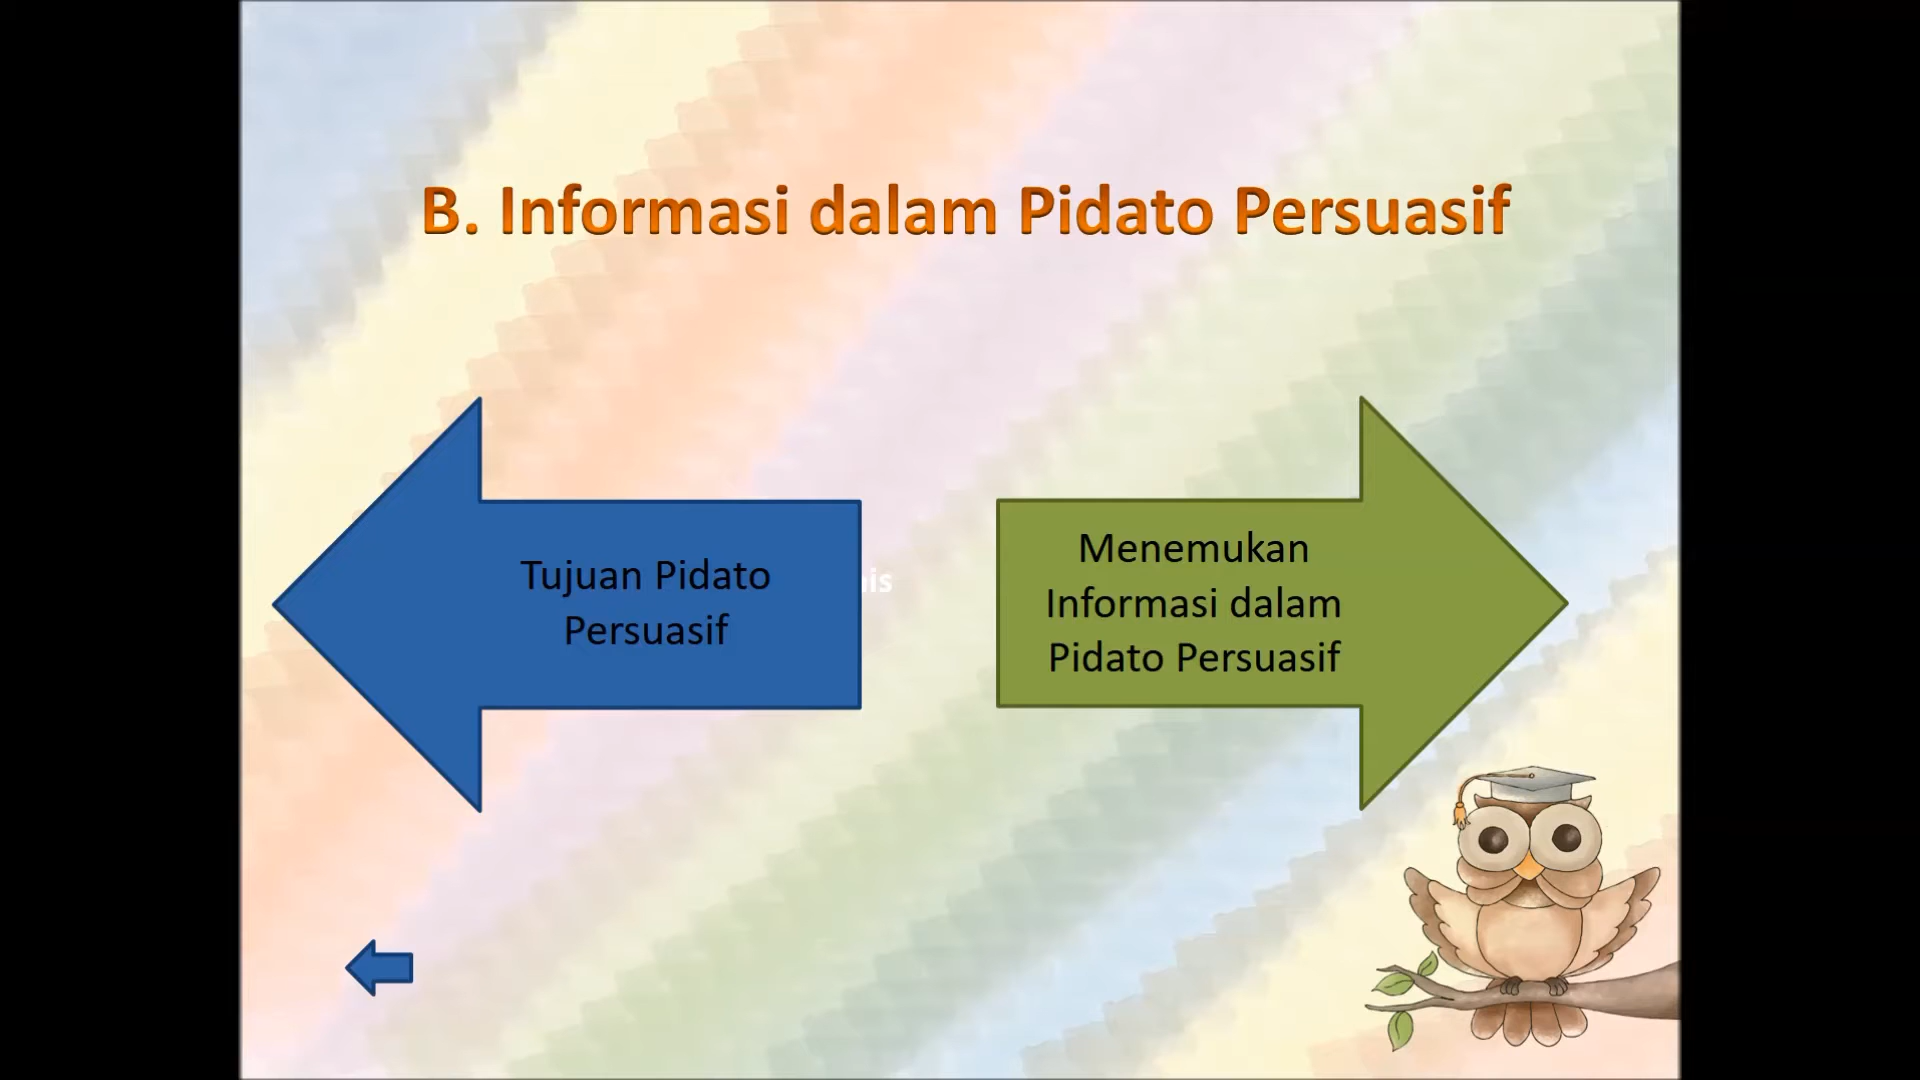 B. Informasi dalam Pidato Persuasif
Tujuan Pidato
Persuasif
Menemukan
Informasi dalam
Pidato Persuasif